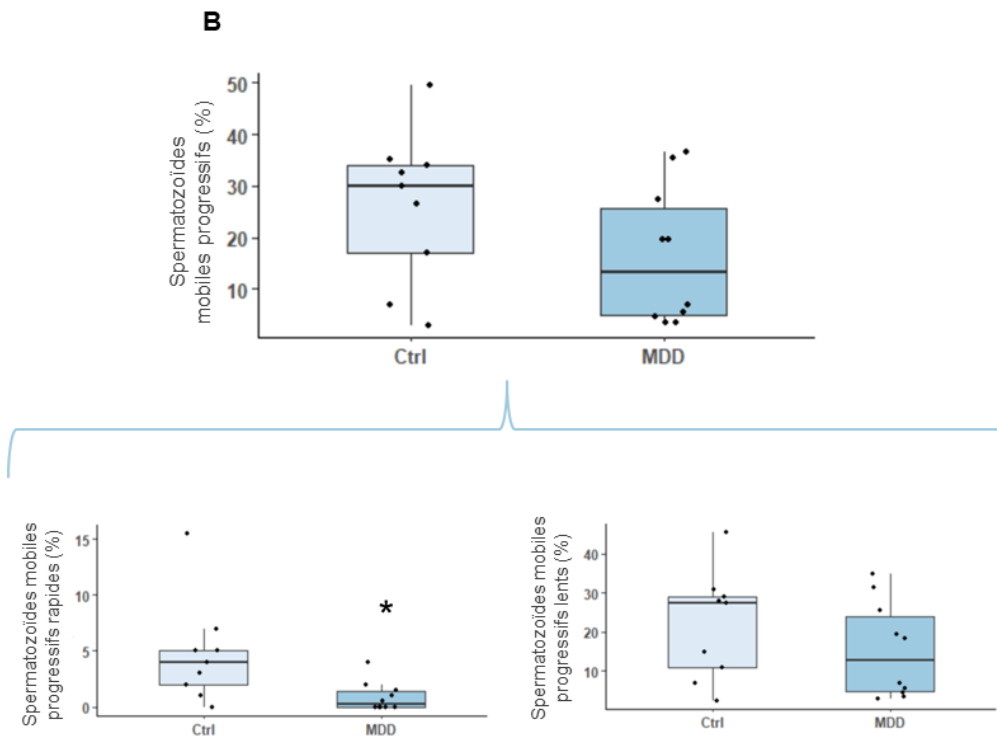 B
Spermatozoïdes
mobiles progressifs (%)
50
40
30
20
10
Ctrl
MDD
Spermatozoïdes mobiles
progressifs rapides (%)
15
10
5
0
*
Ctrl
MDD
Spermatozoïdes mobiles
progressifs lents (%)
40
30
20
10
Ctrl
MDD